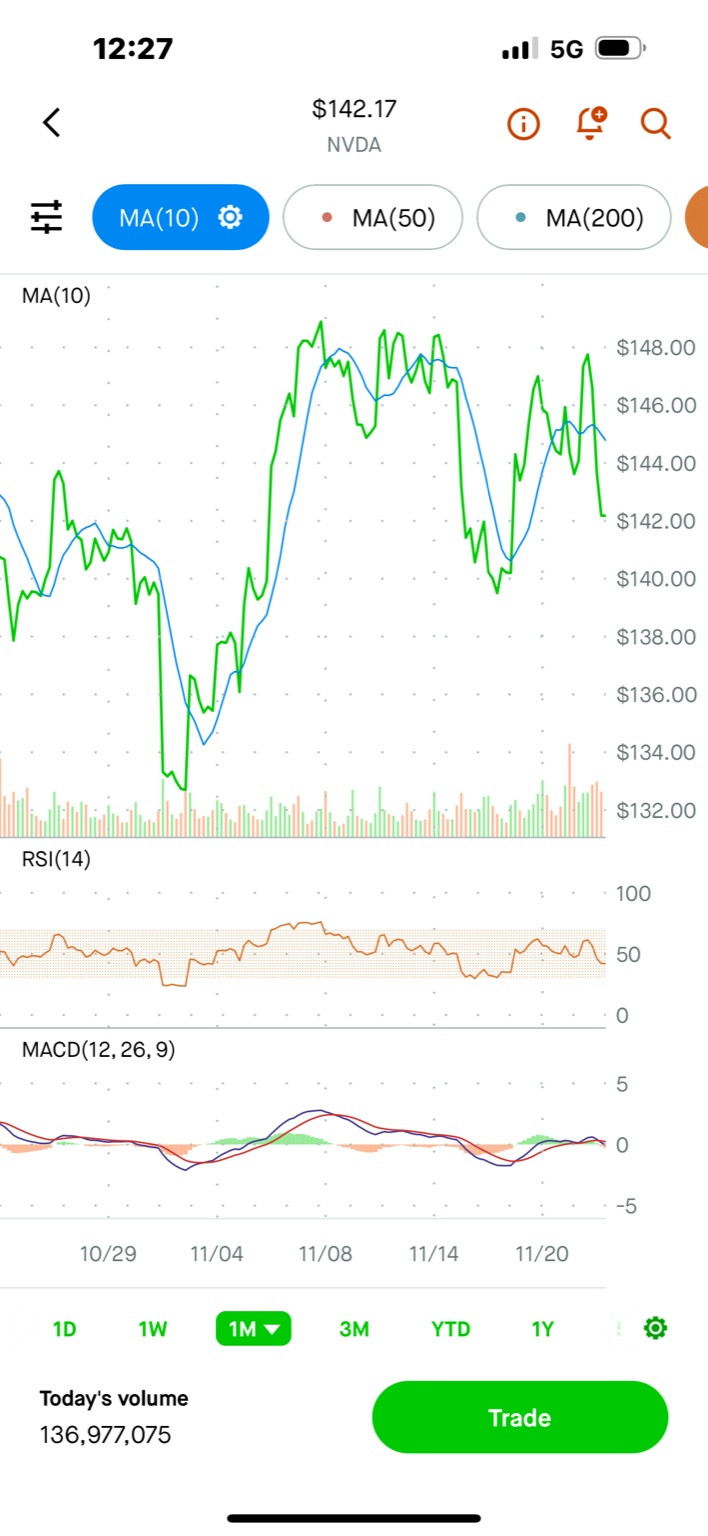 12:27
5G
$142.17
NVDA
MA(10)
MA(50)
MA(200)
MA(10)
$148.00
$146.00
$144.00
$142.00
$140.00
$138.00
$136.00
$134.00
$132.00
RSI(14)
100
50
0
MACD(12, 26, 9)
5
0
-5
10/29 11/04 11/08 11/14 11/20
1D 1W 1M 3M YTD 1Y
Today's volume
136,977,075
Trade